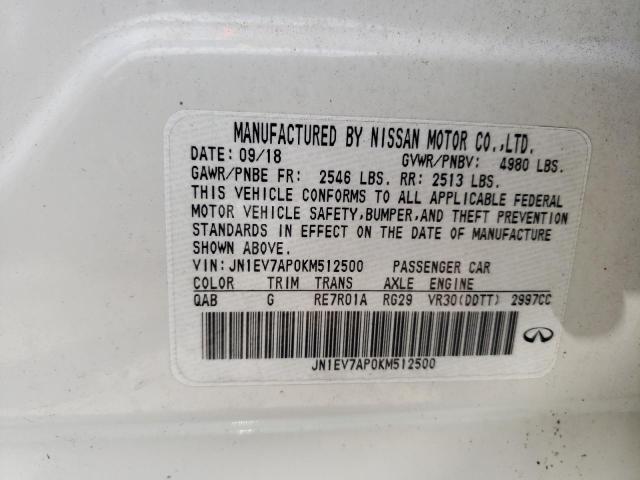 MANUFACTURED BY NISSAN MOTOR CO.,LTD.
DATE: 09/18 GVWR/PNBV: 4980 LBS.
GAWR/PNBE FR: 2546 LBS. RR: 2513 LBS.
THIS VEHICLE CONFORMS TO ALL APPLICABLE FEDERAL
MOTOR VEHICLE SAFETY,BUMPER,AND THEFT PREVENTION
STANDARDS IN EFFECT ON THE DATE OF MANUFACTURE
SHOWN ABOVE.
VIN: JN1EV7AP0KM512500 PASSENGER CAR
COLOR TRIM TRANS AXLE ENGINE
QAB G RE7R01A RG29 VR30(DDTT) 2997CC
JN1EV7AP0KM512500